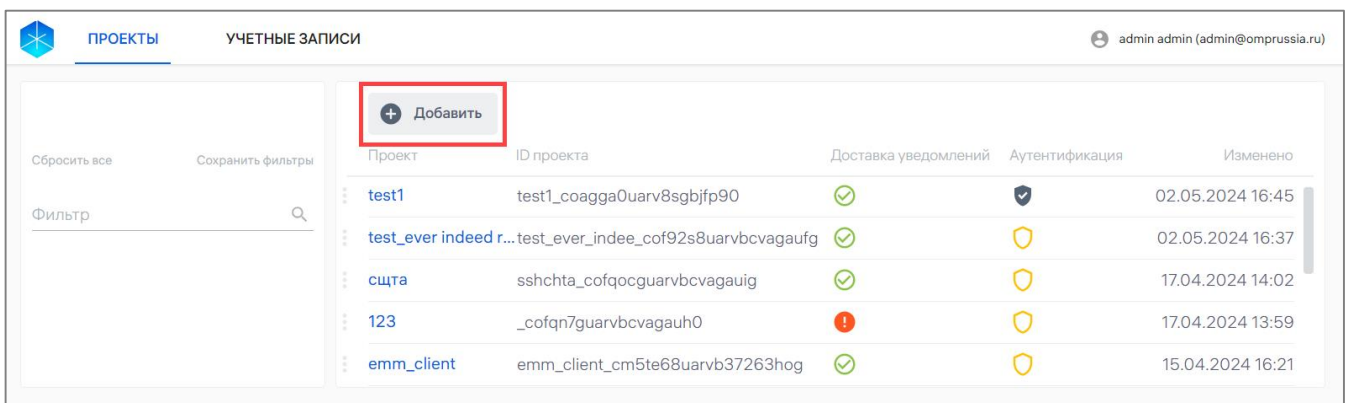 ПРОЕКТЫ УЧЕТНЫЕ ЗАПИСИ admin admin (admin@omprussia.ru)
Добавить
Сбросить все Сохранить фильтры
Фильтр
Проект ID проекта Доставка уведомлений Аутентификация Изменено
test1 test1_coagga0uarv8sgbjfp90 02.05.2024 16:45
test_ever indeed r... test_ever_indee_cof92s8uarvbcvagaufg 02.05.2024 16:37
сщта sshchta_cofqocguarvbcvagauig 17.04.2024 14:02
123 _cofqn7guarvbcvagauh0 17.04.2024 13:59
emm_client emm_client_cm5te68uarvb37263hog 15.04.2024 16:21